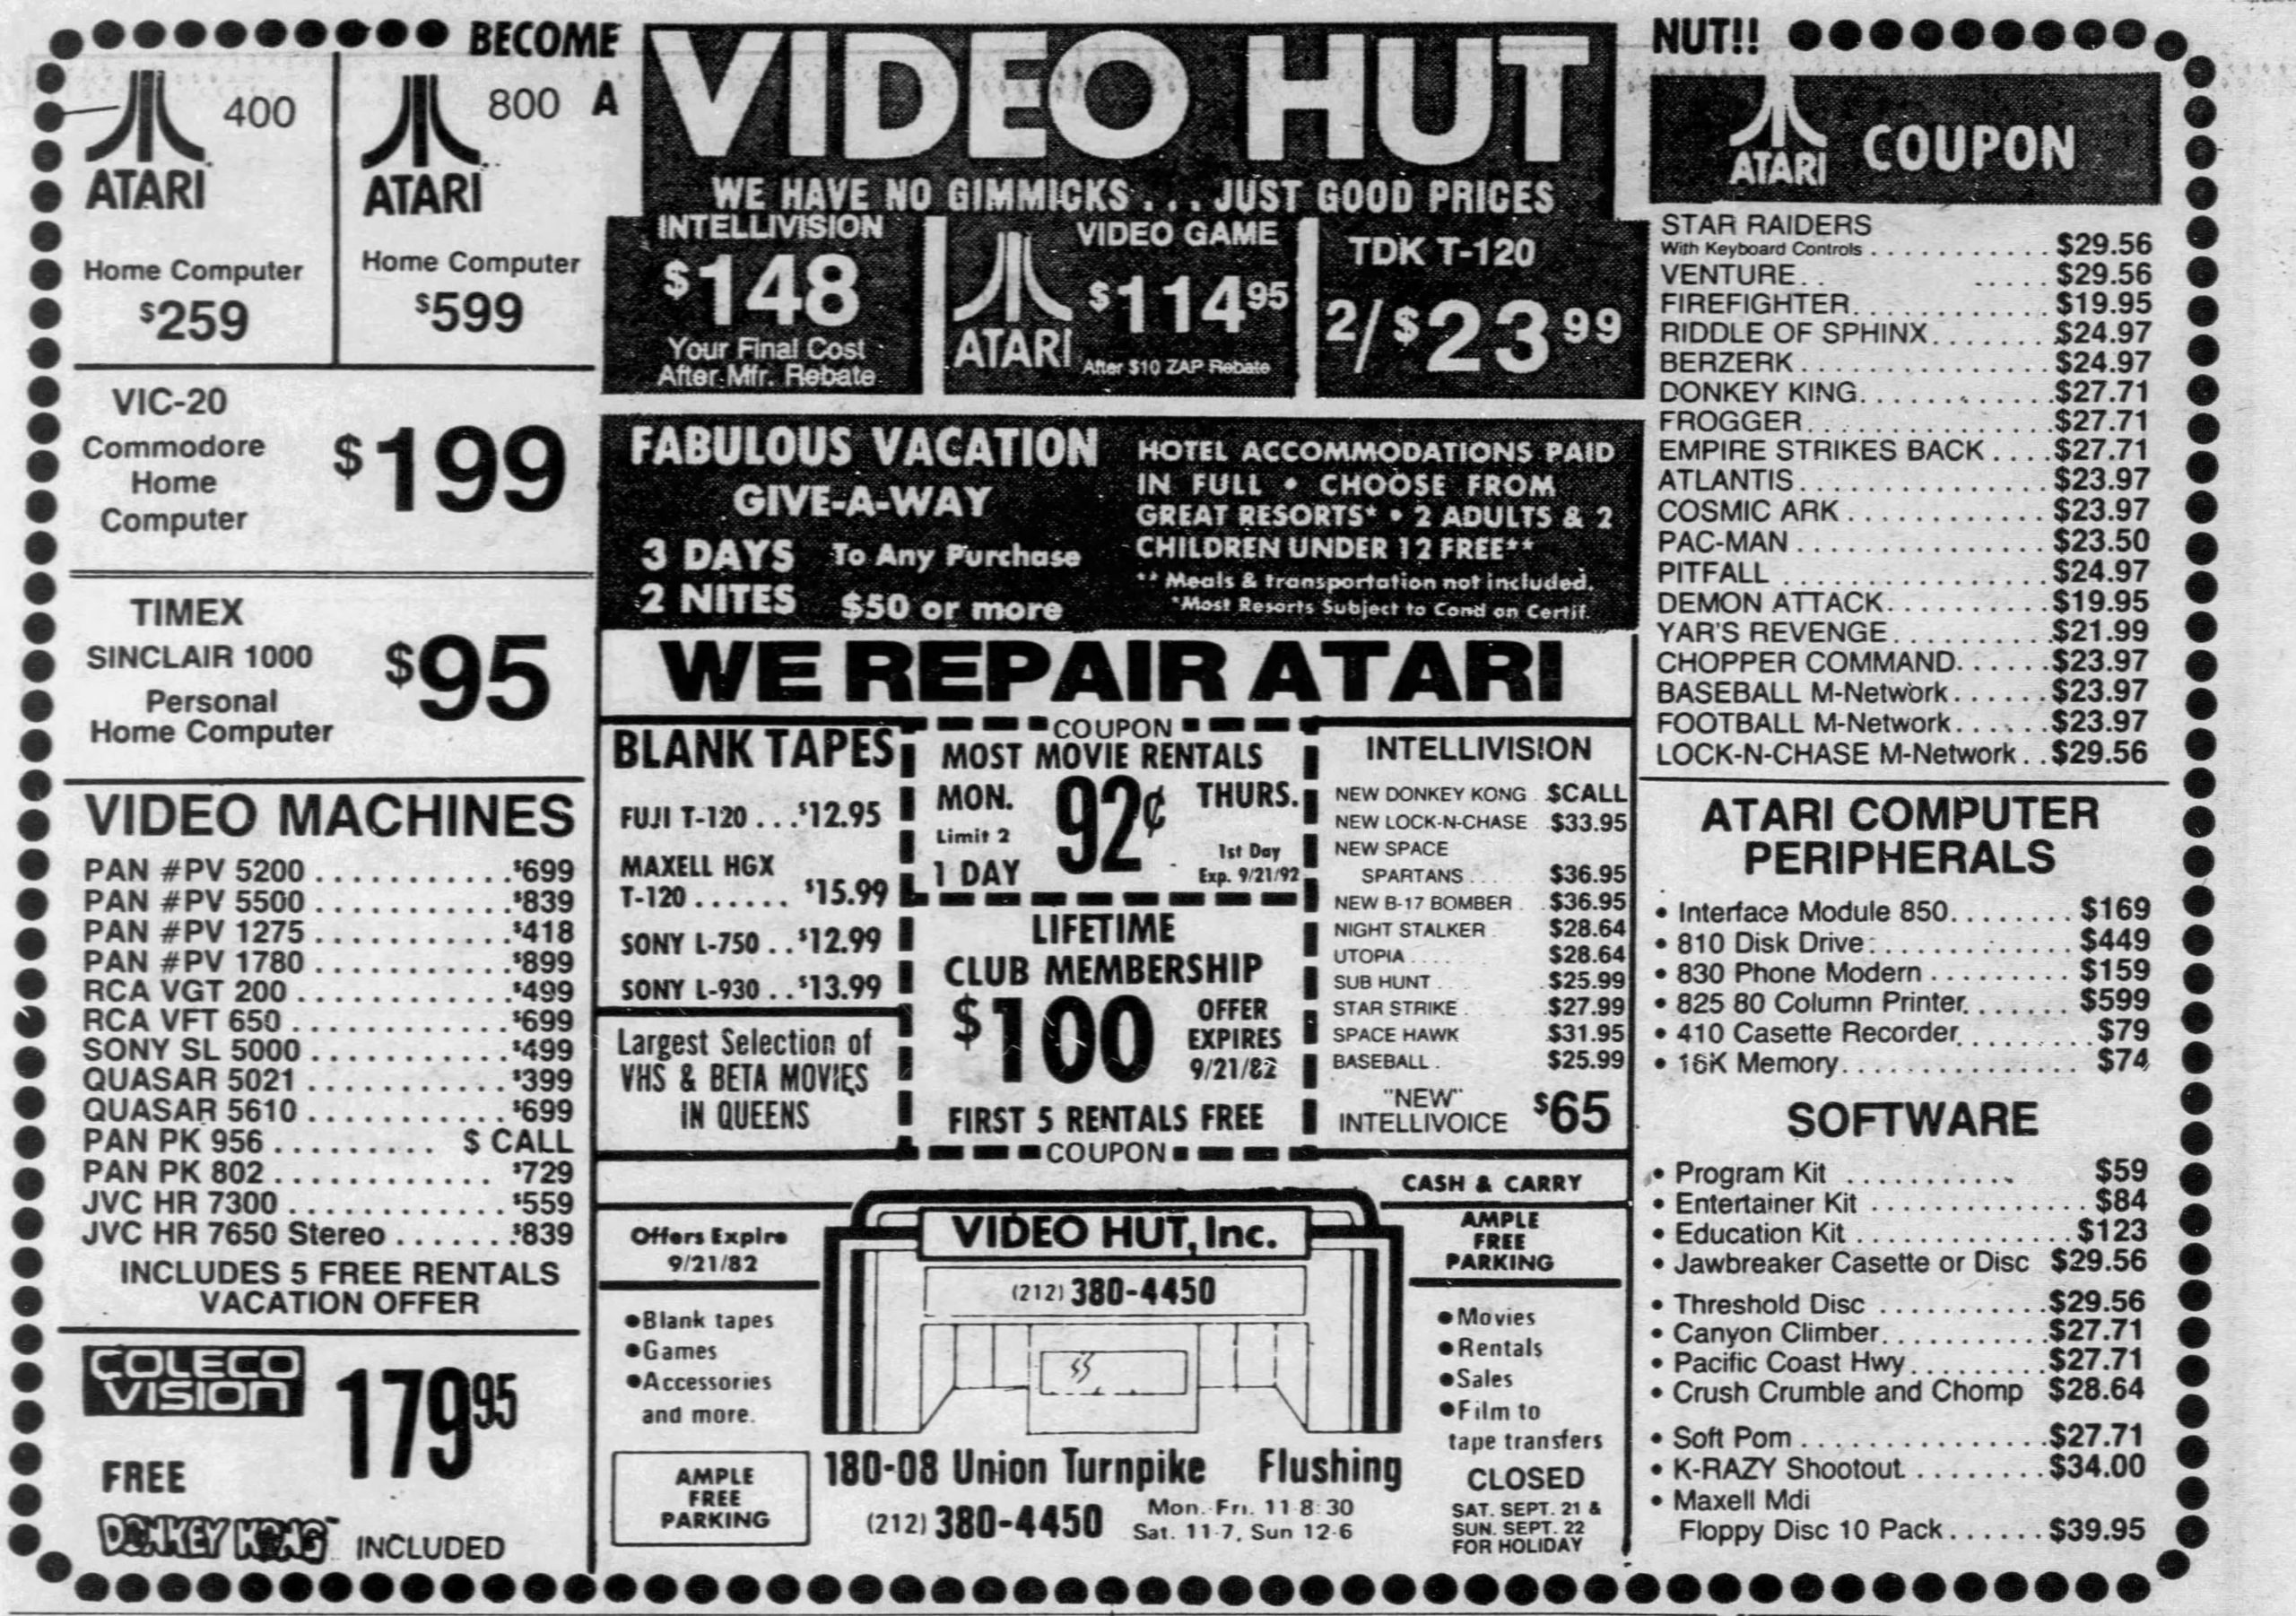 BECOME A
VIDEO HUT
NUT!!
WE HAVE NO GIMMICKS . . . JUST GOOD PRICES
ATARI 400
Home Computer
$259
ATARI 800
Home Computer
$599
VIC-20
Commodore
Home
Computer
$199
TIMEX
SINCLAIR 1000
Personal
Home Computer
$95
VIDEO MACHINES
PAN #PV 5200 . . . . . . . . . . . $699
PAN #PV 5500 . . . . . . . . . . . $839
PAN #PV 1275 . . . . . . . . . . . $418
PAN #PV 1780 . . . . . . . . . . . $899
RCA VGT 200 . . . . . . . . . . . . $499
RCA VFT 650 . . . . . . . . . . . . $699
SONY SL 5000 . . . . . . . . . . . $499
QUASAR 5021 . . . . . . . . . . . $399
QUASAR 5610 . . . . . . . . . . . $699
PAN PK 956 . . . . . . . . . . $ CALL
PAN PK 802 . . . . . . . . . . . . . $729
JVC HR 7300 . . . . . . . . . . . . $559
JVC HR 7650 Stereo . . . . . . . $839
INCLUDES 5 FREE RENTALS
VACATION OFFER
COLECO
VISION
179 95
FREE
DONKEY KONG™ INCLUDED
INTELLIVISION
$148
Your Final Cost
After Mfr. Rebate
ATARI
VIDEO GAME
$114 95
After $10 ZAP Rebate
TDK T-120
2/$23 99
FABULOUS VACATION
GIVE-A-WAY
3 DAYS To Any Purchase
2 NITES $50 or more
HOTEL ACCOMMODATIONS PAID
IN FULL • CHOOSE FROM
GREAT RESORTS* • 2 ADULTS & 2
CHILDREN UNDER 12 FREE**
** Meals & transportation not included.
*Most Resorts Subject to Cond on Certif.
WE REPAIR ATARI
BLANK TAPES
FUJI T-120 . . . $12.95
MAXELL HGX
T-120 . . . . . . $15.99
SONY L-750 . . $12.99
SONY L-930 . . $13.99
Largest Selection of
VHS & BETA MOVIES
IN QUEENS
COUPON
MOST MOVIE RENTALS
MON. 92¢ THURS.
Limit 2
1 DAY
1st Day
Exp. 9/21/92
LIFETIME
CLUB MEMBERSHIP
$100
OFFER
EXPIRES
9/21/82
FIRST 5 RENTALS FREE
COUPON
INTELLIVISION
NEW DONKEY KONG . $CALL
NEW LOCK-N-CHASE $33.95
NEW SPACE
SPARTANS . . . $36.95
NEW B-17 BOMBER . $36.95
NIGHT STALKER . $28.64
UTOPIA . . . . $28.64
SUB HUNT . . $25.99
STAR STRIKE . $27.99
SPACE HAWK $31.95
BASEBALL . $25.99
"NEW"
INTELLIVOICE $65
Offers Expire
9/21/82
•Blank tapes
•Games
•Accessories
and more.
AMPLE
FREE
PARKING
VIDEO HUT, Inc.
(212) 380-4450
180-08 Union Turnpike Flushing
(212) 380-4450
Mon.-Fri. 11-8:30
Sat. 11-7, Sun 12-6
CASH & CARRY
AMPLE
FREE
PARKING
•Movies
•Rentals
•Sales
•Film to
tape transfers
CLOSED
SAT. SEPT. 21 &
SUN. SEPT. 22
FOR HOLIDAY
ATARI COUPON
STAR RAIDERS
With Keyboard Controls . . . . . . . . . . . $29.56
VENTURE . . . . . . . $29.56
FIREFIGHTER . . . . . . . . . . . . $19.95
RIDDLE OF SPHINX . . . . . . . $24.97
BERZERK . . . . . . . . . . . . . . . $24.97
DONKEY KING . . . . . . . . . . . $27.71
FROGGER . . . . . . . . . . . . . . $27.71
EMPIRE STRIKES BACK . . . . $27.71
ATLANTIS . . . . . . . . . . . . . . . $23.97
COSMIC ARK . . . . . . . . . . . . $23.97
PAC-MAN . . . . . . . . . . . . . . . $23.50
PITFALL . . . . . . . . . . . . . . . . $24.97
DEMON ATTACK . . . . . . . . . . $19.95
YAR'S REVENGE . . . . . . . . . . $21.99
CHOPPER COMMAND . . . . . . $23.97
BASEBALL M-Network . . . . . . $23.97
FOOTBALL M-Network . . . . . . $23.97
LOCK-N-CHASE M-Network . . $29.56
ATARI COMPUTER
PERIPHERALS
• Interface Module 850 . . . . . . . . $169
• 810 Disk Drive . . . . . . . . . . . . . $449
• 830 Phone Modern . . . . . . . . . . $159
• 825 80 Column Printer . . . . . . . $599
• 410 Casette Recorder . . . . . . . . . $79
• 16K Memory . . . . . . . . . . . . . . . . $74
SOFTWARE
• Program Kit . . . . . . . . . . . $59
• Entertainer Kit . . . . . . . . . . . . . . $84
• Education Kit . . . . . . . . . . . . . . $123
• Jawbreaker Casette or Disc $29.56
• Threshold Disc . . . . . . . . . . . $29.56
• Canyon Climber . . . . . . . . . . . $27.71
• Pacific Coast Hwy . . . . . . . . . $27.71
• Crush Crumble and Chomp $28.64
• Soft Pom . . . . . . . . . . . . . . . . $27.71
• K-RAZY Shootout . . . . . . . . $34.00
• Maxell Mdi
Floppy Disc 10 Pack . . . . . . $39.95